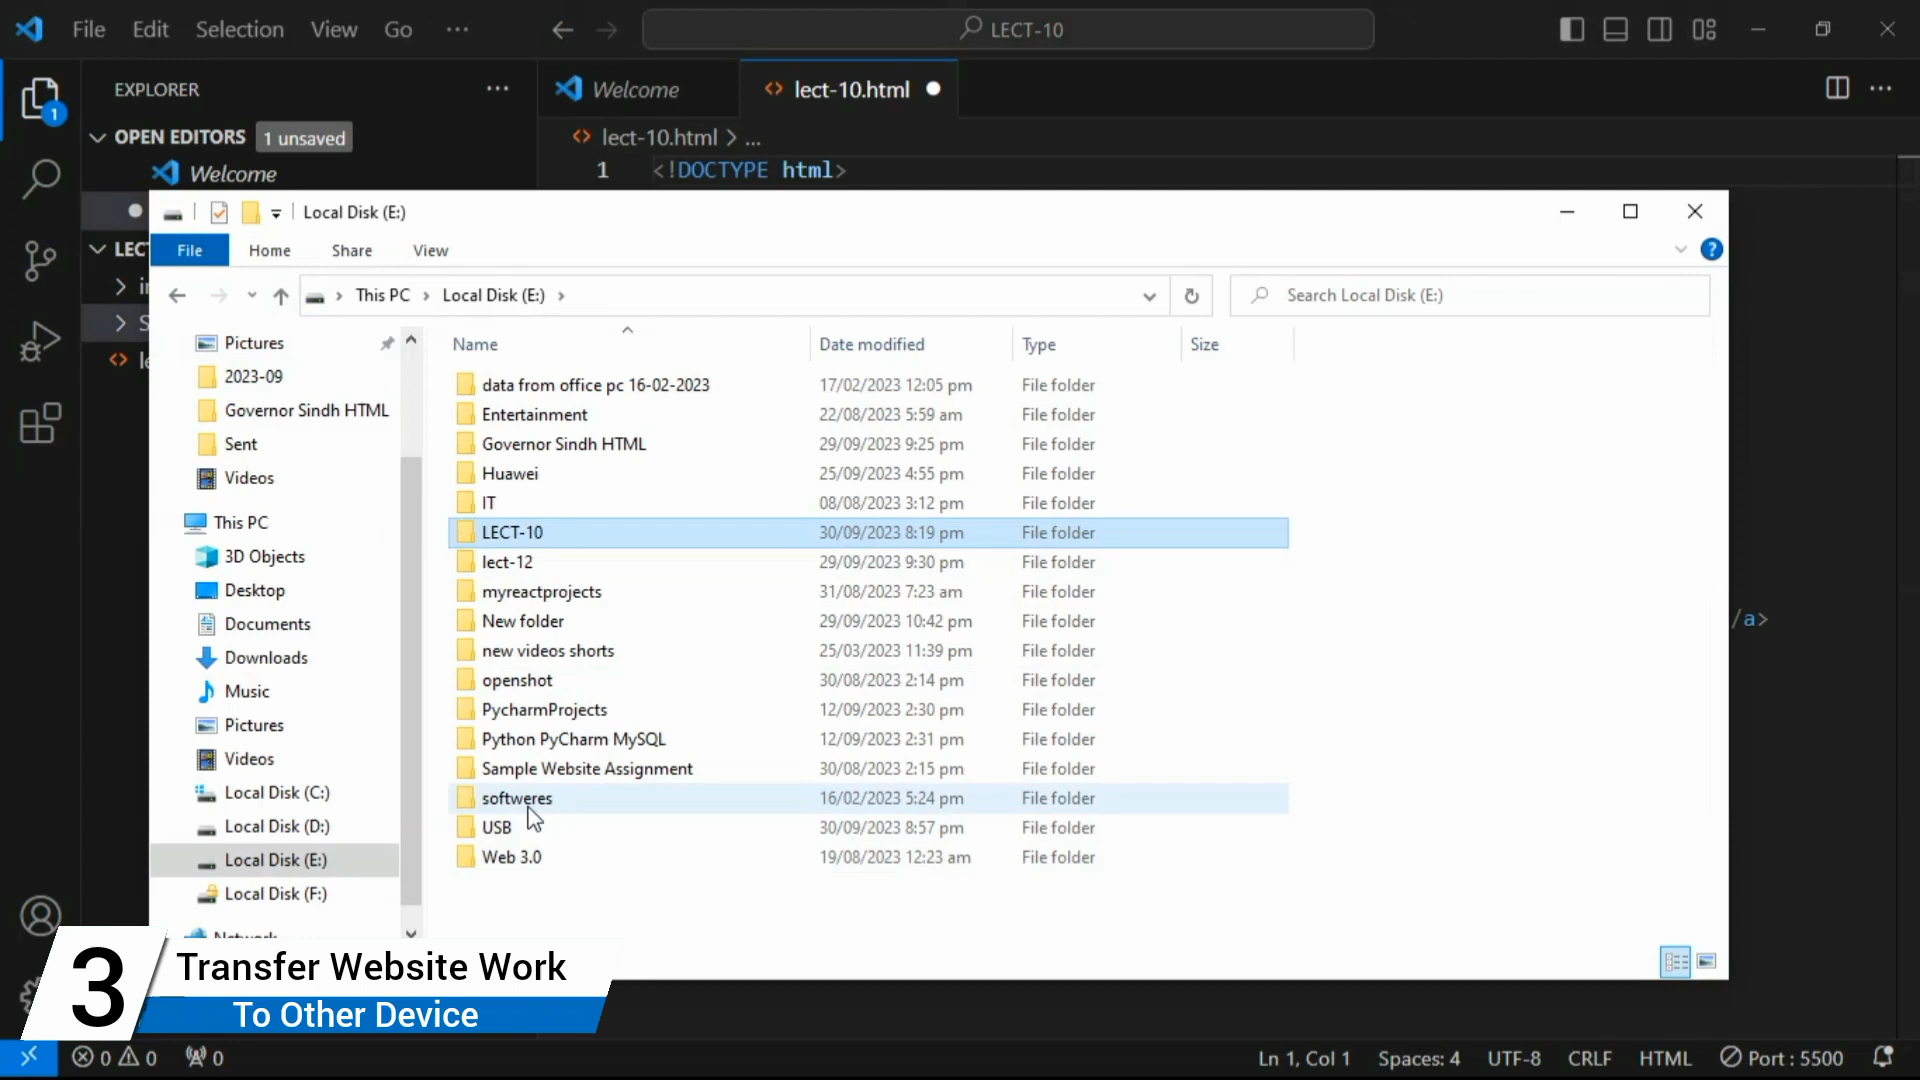 File Edit Selection View Go ··· LECT-10
EXPLORER
Welcome
lect-10.html
OPEN EDITORS 1 unsaved
lect-10.html > ...
Welcome
1 <!DOCTYPE html>
Local Disk (E:)
File Home Share View
This PC > Local Disk (E:) >
Search Local Disk (E:)
Pictures
2023-09
Governor Sindh HTML
Sent
Videos
This PC
3D Objects
Desktop
Documents
Downloads
Music
Pictures
Videos
Local Disk (C:)
Local Disk (D:)
Local Disk (E:)
Local Disk (F:)
Name Date modified Type Size
data from office pc 16-02-2023 17/02/2023 12:05 pm File folder
Entertainment 22/08/2023 5:59 am File folder
Governor Sindh HTML 29/09/2023 9:25 pm File folder
Huawei 25/09/2023 4:55 pm File folder
IT 08/08/2023 3:12 pm File folder
LECT-10 30/09/2023 8:19 pm File folder
lect-12 29/09/2023 9:30 pm File folder
myreactprojects 31/08/2023 7:23 am File folder
New folder 29/09/2023 10:42 pm File folder
new videos shorts 25/03/2023 11:39 pm File folder
openshot 30/08/2023 2:14 pm File folder
PycharmProjects 12/09/2023 2:30 pm File folder
Python PyCharm MySQL 12/09/2023 2:31 pm File folder
Sample Website Assignment 30/08/2023 2:15 pm File folder
softweres 16/02/2023 5:24 pm File folder
USB 30/09/2023 8:57 pm File folder
Web 3.0 19/08/2023 12:23 am File folder
/a>
3
Transfer Website Work
To Other Device
0 0 0
Ln 1, Col 1 Spaces: 4 UTF-8 CRLF HTML Port : 5500